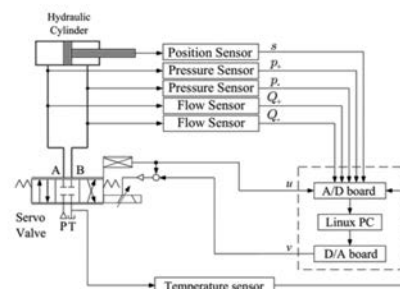 Hydraulic
Cylinder
Position Sensor
s
Pressure Sensor
Pressure Sensor
Flow Sensor
Flow Sensor
A
B
u
A/D board
Servo
Valve
P
T
Linux PC
v
D/A board
Temperature sensor